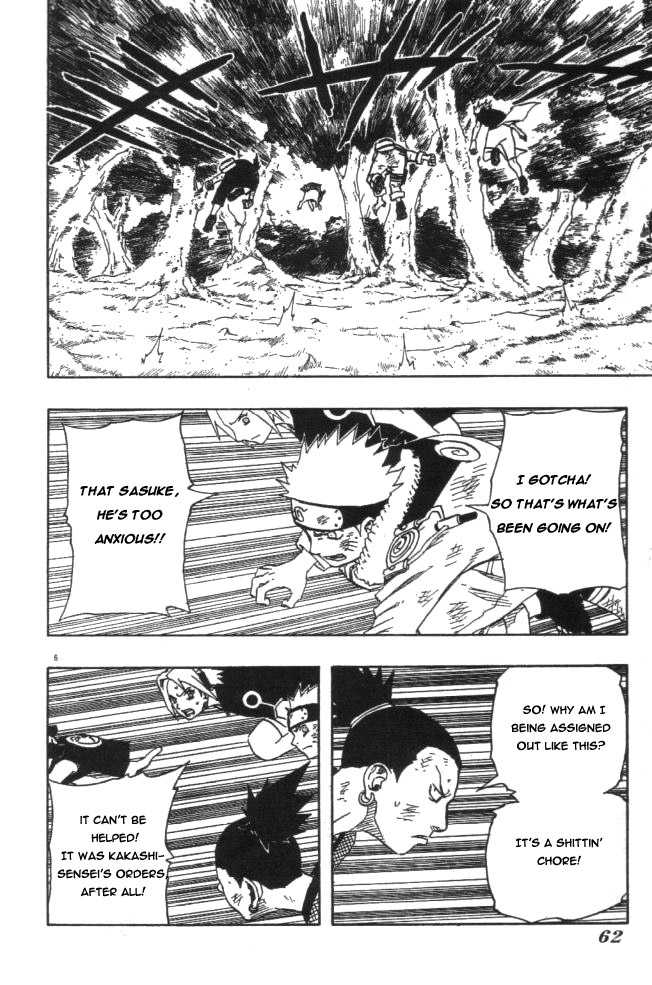 I GOTCHA!
SO THAT'S WHAT'S
BEEN GOING ON!
THAT SASUKE,
HE'S TOO
ANXIOUS!!
6
SO! WHY AM I
BEING ASSIGNED
OUT LIKE THIS?
IT'S A SHITTIN'
CHORE!
IT CAN'T BE
HELPED!
IT WAS KAKASHI-
SENSEI'S ORDERS,
AFTER ALL!
62